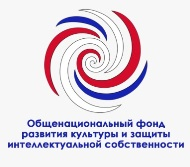 Общенациональный фонд
развития культуры и защиты
интеллектуальной собственности